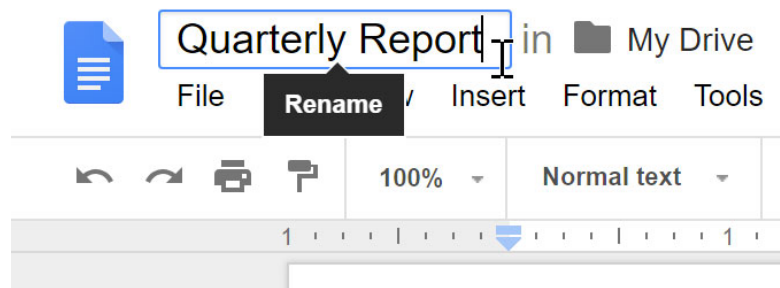 Quarterly Report in My Drive
File Insert Format Tools
Rename
100% Normal text
1 1